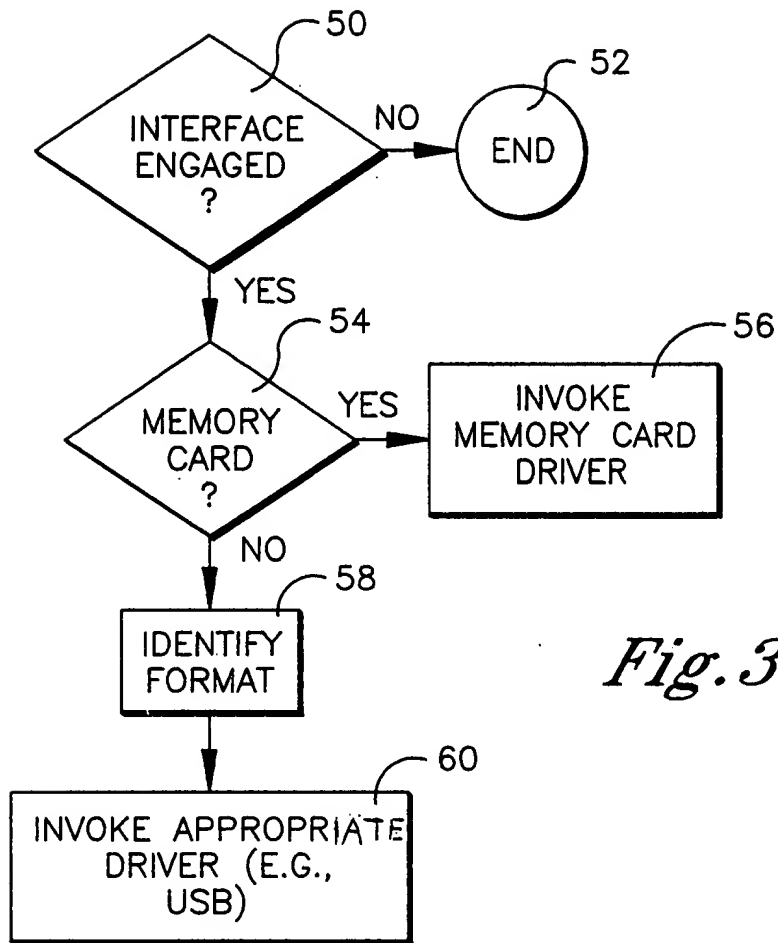 50
INTERFACE
ENGAGED
?
NO
52
END
YES
54
MEMORY
CARD
?
YES
56
INVOKE
MEMORY CARD
DRIVER
NO
58
IDENTIFY
FORMAT
Fig. 3
60
INVOKE APPROPRIATE
DRIVER (E.G.,
USB)